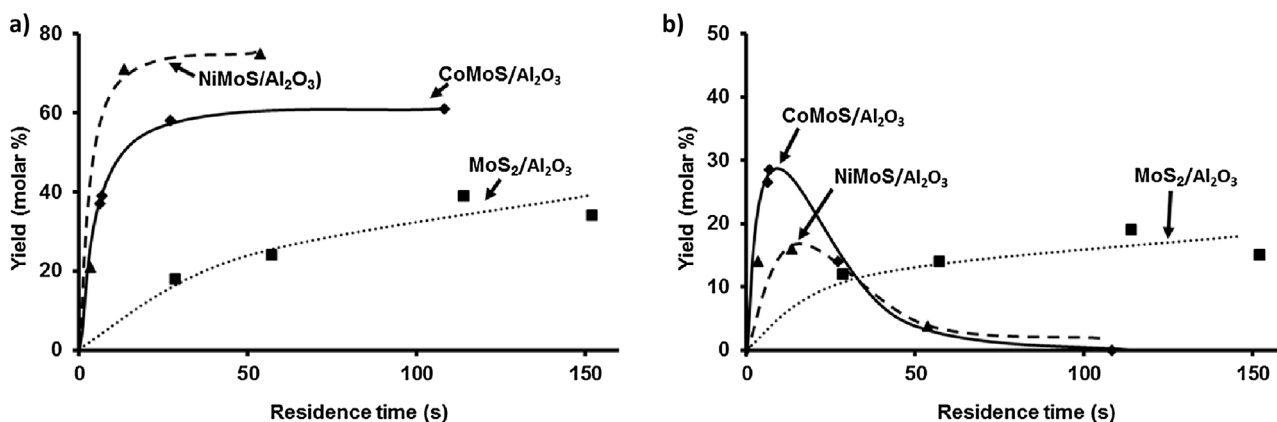 a)
80
60
40
20
0
Yield (molar %)
NiMoS/Al₂O₃)
CoMoS/Al₂O₃
MoS₂/Al₂O₃
0 50 100 150
Residence time (s)
b)
50
40
30
20
10
0
Yield (molar %)
CoMoS/Al₂O₃
NiMoS/Al₂O₃
MoS₂/Al₂O₃
0 50 100 150
Residence time (s)